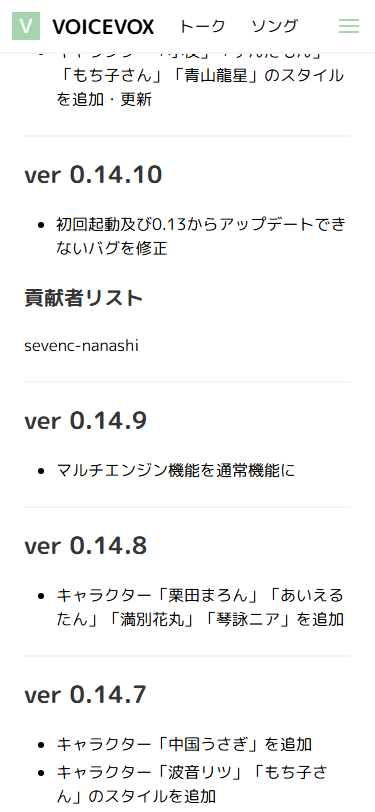 V VOICEVOX トーク ソング
「もち子さん」「青山龍星」のスタイル
を追加・更新
ver 0.14.10
初回起動及び0.13からアップデートでき
ないバグを修正
貢献者リスト
sevenc-nanashi
ver 0.14.9
マルチエンジン機能を通常機能に
ver 0.14.8
キャラクター「栗田まろん」「あいえる
たん」「満別花丸」「琴詠ニア」を追加
ver 0.14.7
キャラクター「中国うさぎ」を追加
キャラクター「波音リツ」「もち子さ
ん」のスタイルを追加